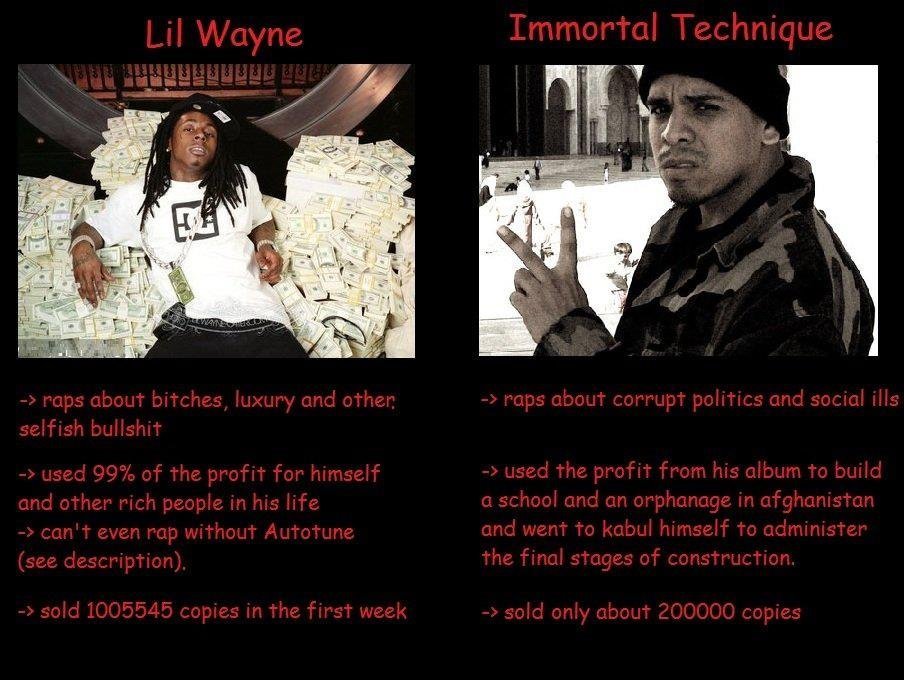 Lil Wayne
-> raps about bitches, luxury and other,
selfish bullshit
-> used 99% of the profit for himself
and other rich people in his life
-> can't even rap without Autotune
(see description).
-> sold 1005545 copies in the first week
Immortal Technique
-> raps about corrupt politics and social ills
-> used the profit from his album to build
a school and an orphanage in afghanistan
and went to kabul himself to administer
the final stages of construction.
-> sold only about 200000 copies